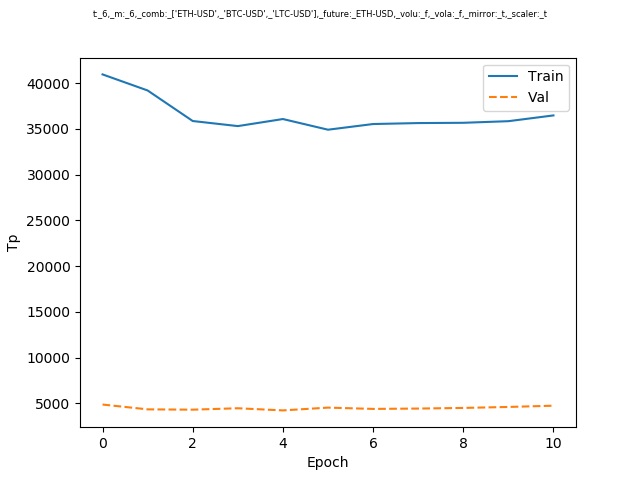 t:_6,_m:_6,_comb:_['ETH-USD',_'BTC-USD',_'LTC-USD'],_future:_ETH-USD,_volu:_f,_vola:_f,_mirror:_t,_scaler:_t
Train
Val
40000
35000
30000
25000
20000
15000
10000
5000
Tp
0 2 4 6 8 10
Epoch